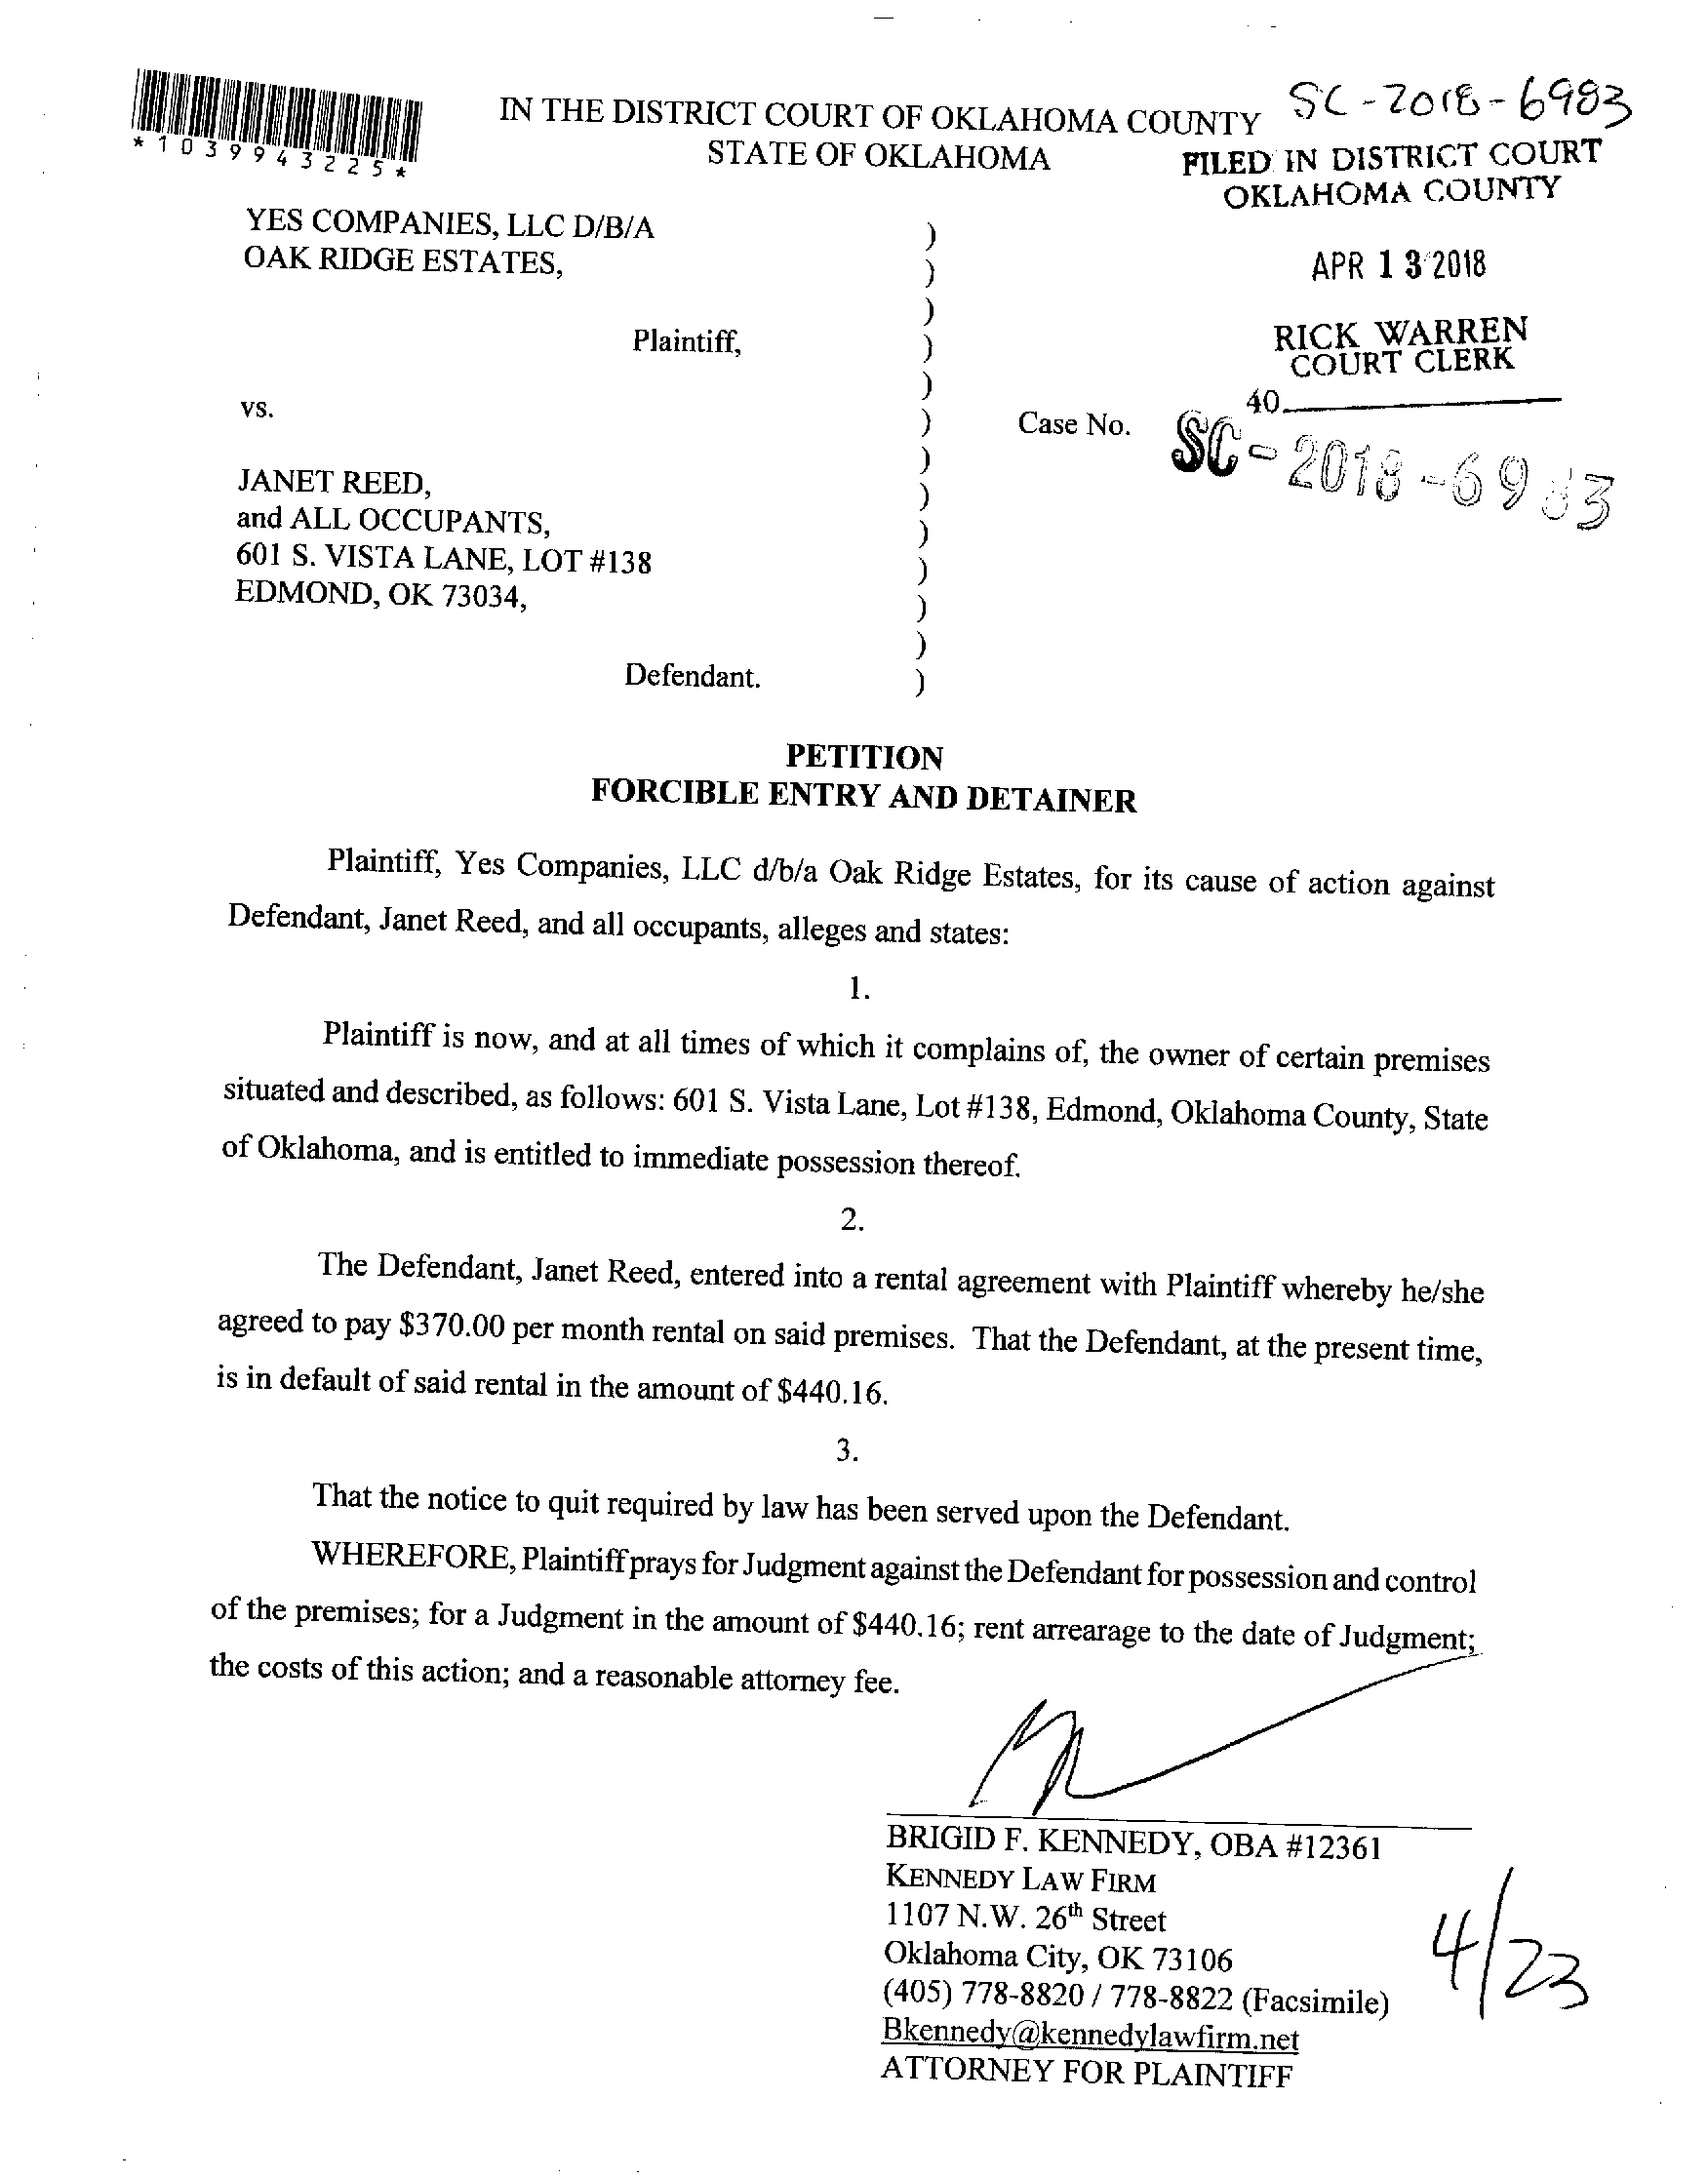 SC-2018-6983
*1039943225*
IN THE DISTRICT COURT OF OKLAHOMA COUNTY
STATE OF OKLAHOMA
FILED IN DISTRICT COURT
OKLAHOMA COUNTY
APR 13 2018
RICK WARREN
COURT CLERK
40
YES COMPANIES, LLC D/B/A
OAK RIDGE ESTATES,
Plaintiff,
vs.
Case No. SC-2018-6983
JANET REED,
and ALL OCCUPANTS,
601 S. VISTA LANE, LOT #138
EDMOND, OK 73034,
Defendant.
)
)
)
)
)
)
)
)
)
)
)
)
)
PETITION
FORCIBLE ENTRY AND DETAINER
Plaintiff, Yes Companies, LLC d/b/a Oak Ridge Estates, for its cause of action against
Defendant, Janet Reed, and all occupants, alleges and states:
1.
Plaintiff is now, and at all times of which it complains of, the owner of certain premises
situated and described, as follows: 601 S. Vista Lane, Lot #138, Edmond, Oklahoma County, State
of Oklahoma, and is entitled to immediate possession thereof.
2.
The Defendant, Janet Reed, entered into a rental agreement with Plaintiff whereby he/she
agreed to pay $370.00 per month rental on said premises. That the Defendant, at the present time,
is in default of said rental in the amount of $440.16.
3.
That the notice to quit required by law has been served upon the Defendant.
WHEREFORE, Plaintiff prays for Judgment against the Defendant for possession and control
of the premises; for a Judgment in the amount of $440.16; rent arrearage to the date of Judgment;
the costs of this action; and a reasonable attorney fee.
BRIGID F. KENNEDY, OBA #12361
KENNEDY LAW FIRM
1107 N.W. 26th Street
Oklahoma City, OK 73106
(405) 778-8820 / 778-8822 (Facsimile)
Bkennedy@kennedylawfirm.net
ATTORNEY FOR PLAINTIFF
4/23